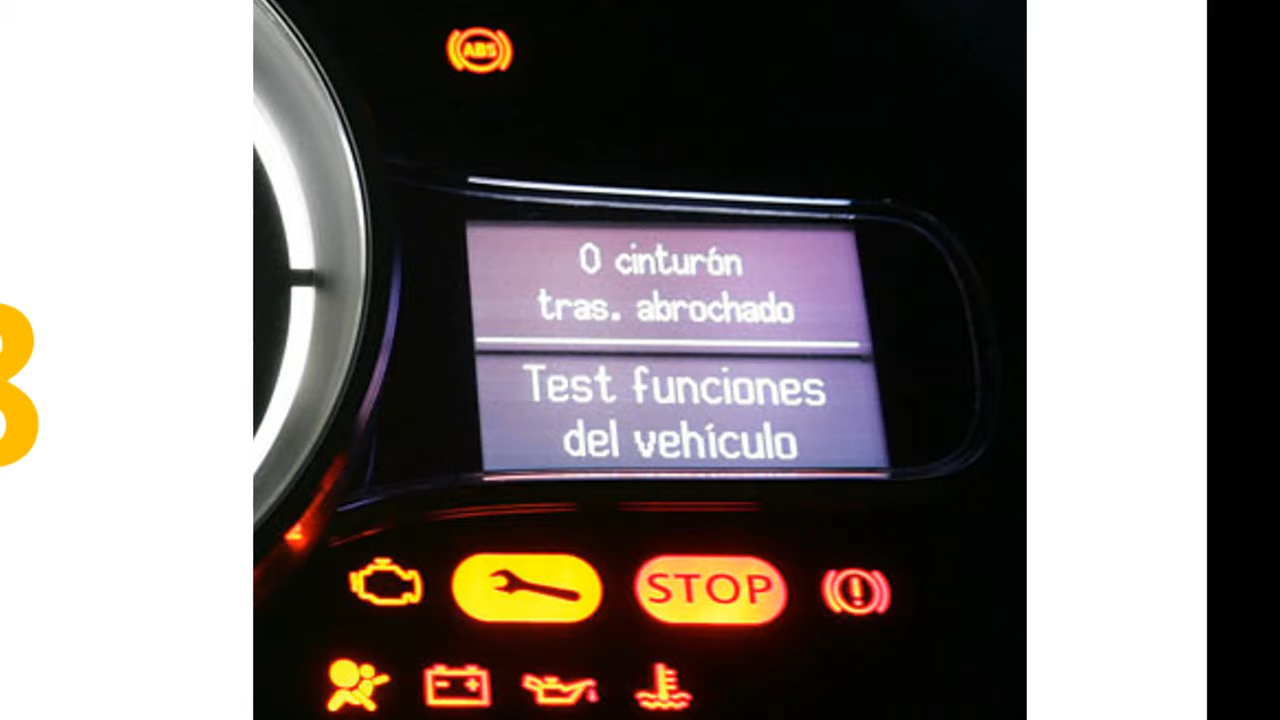 ABS
0 cinturón
tras. abrochado
Test funciones
del vehículo
STOP